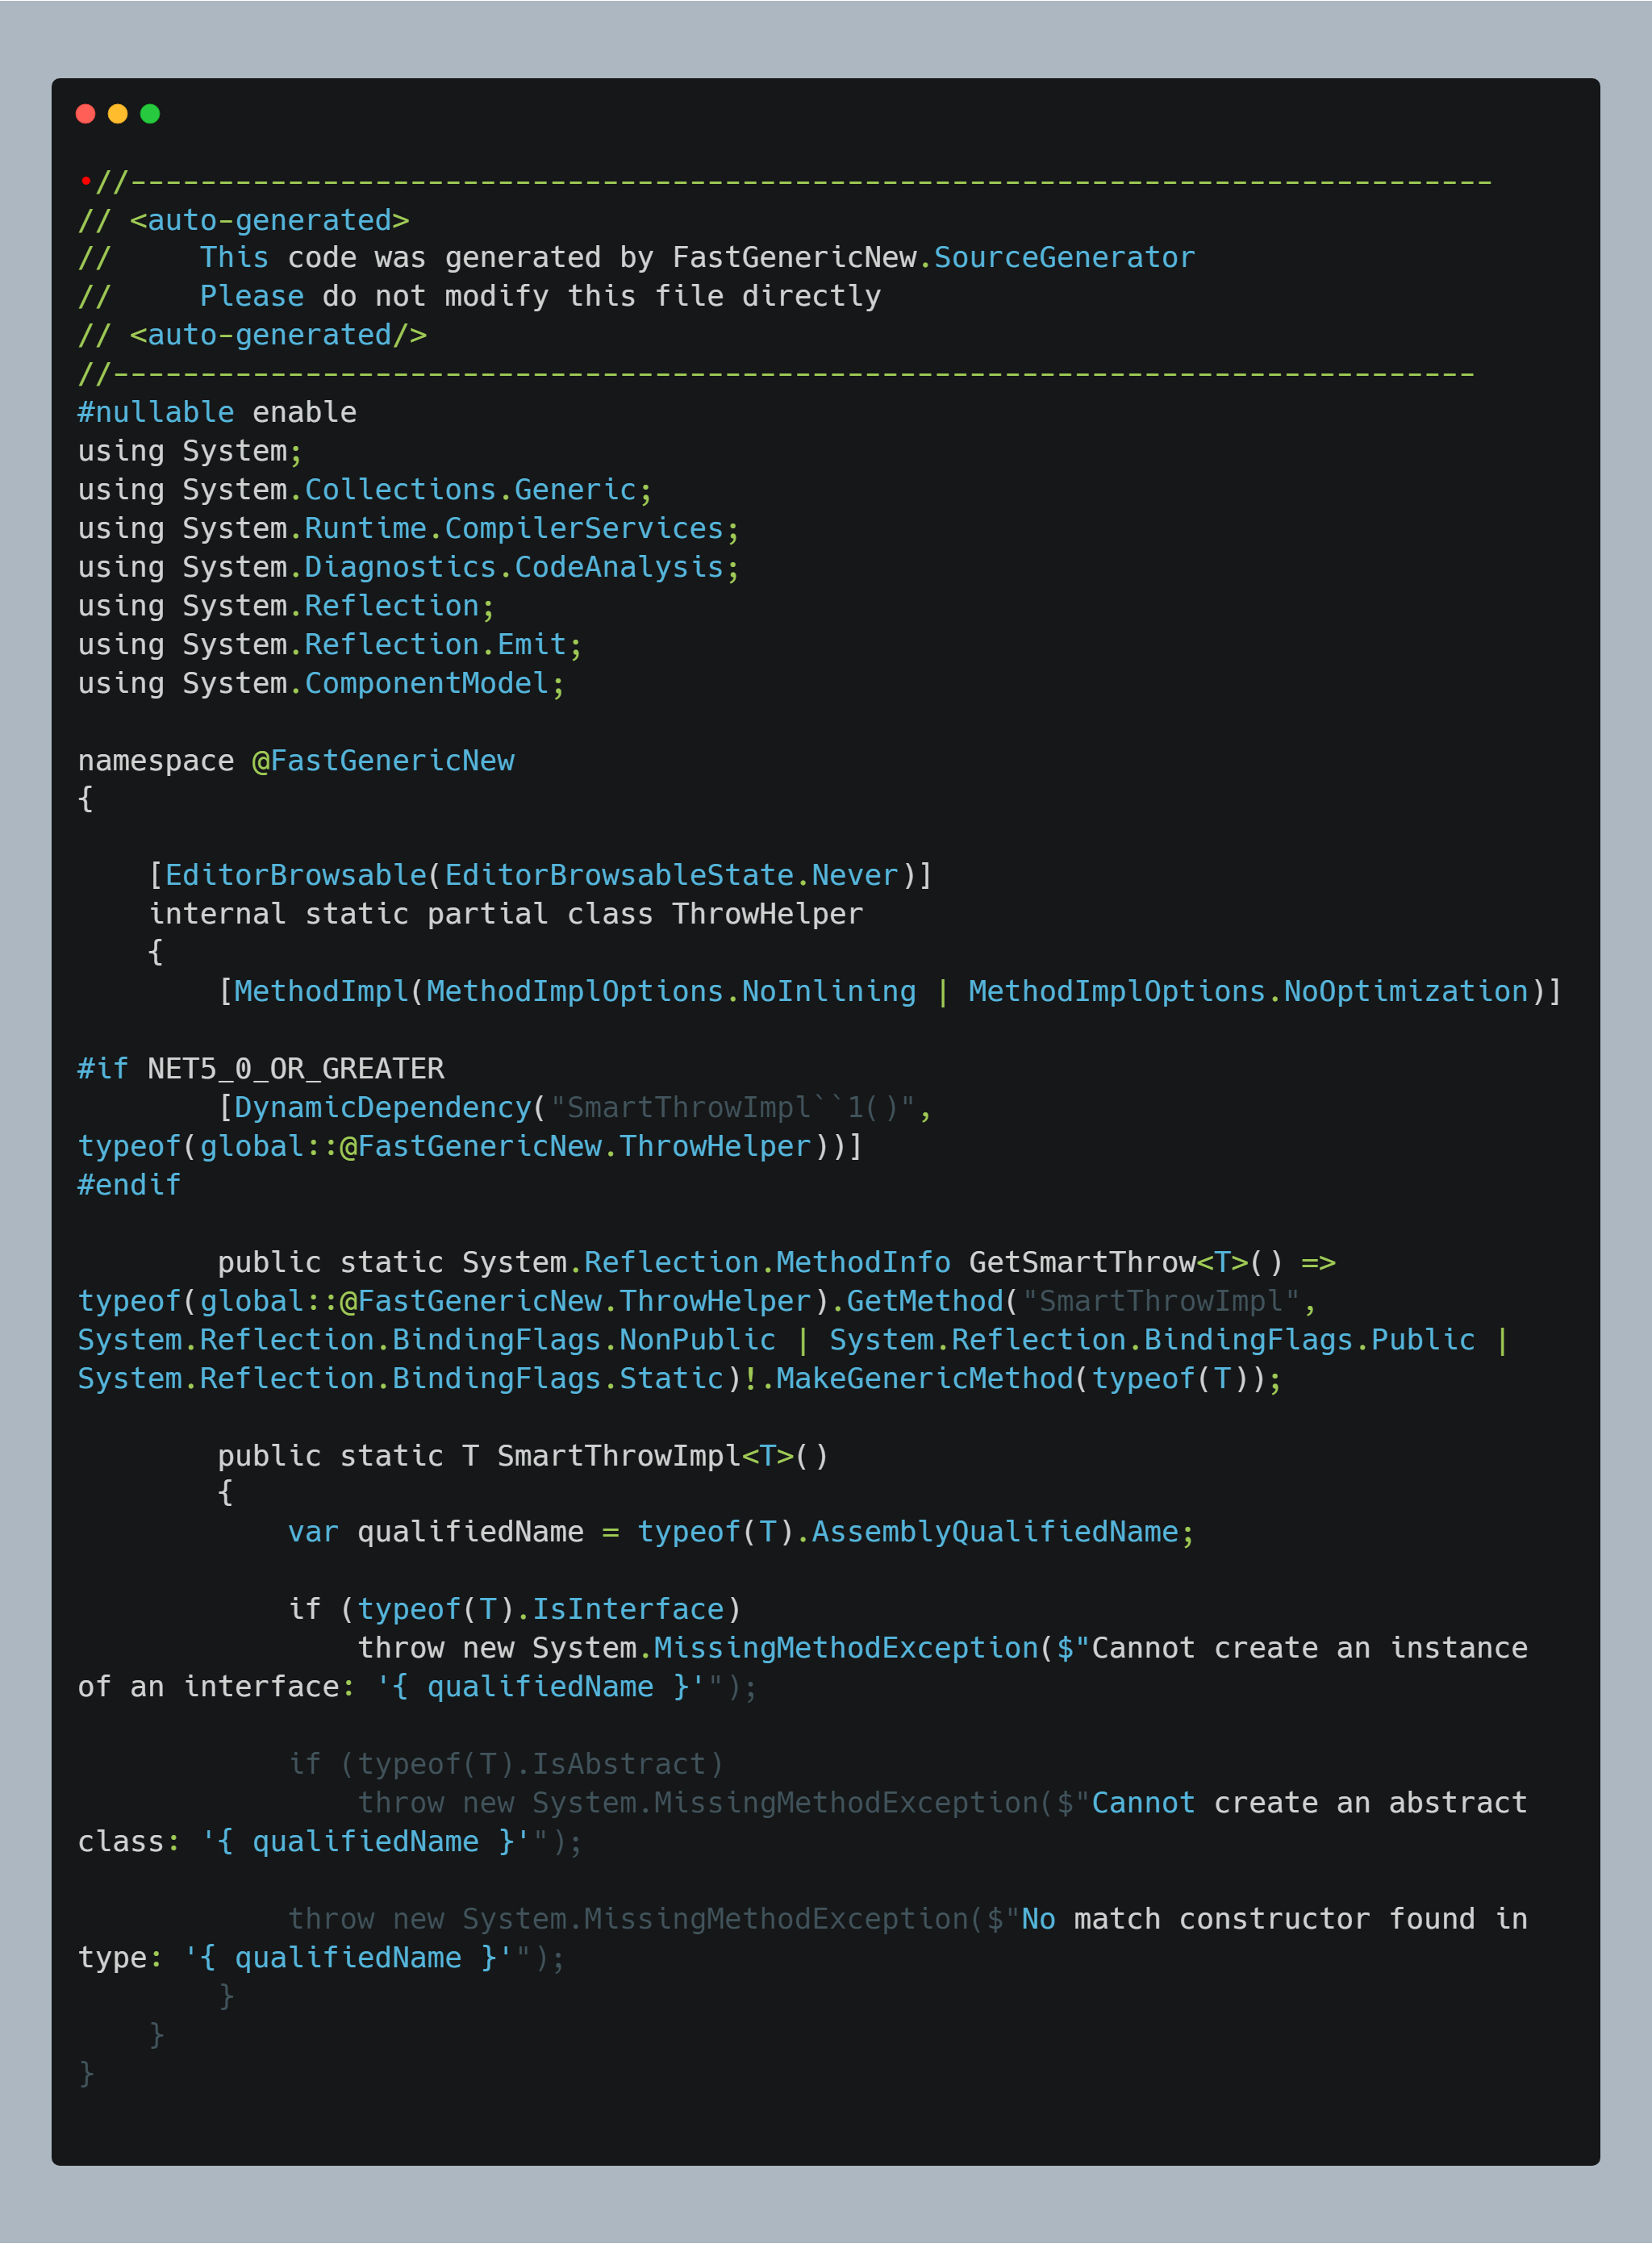 •//------------------------------------------------------------------------------
// <auto-generated>
//     This code was generated by FastGenericNew.SourceGenerator
//     Please do not modify this file directly
// <auto-generated/>
//------------------------------------------------------------------------------
#nullable enable
using System;
using System.Collections.Generic;
using System.Runtime.CompilerServices;
using System.Diagnostics.CodeAnalysis;
using System.Reflection;
using System.Reflection.Emit;
using System.ComponentModel;

namespace @FastGenericNew
{

    [EditorBrowsable(EditorBrowsableState.Never)]
    internal static partial class ThrowHelper
    {
        [MethodImpl(MethodImplOptions.NoInlining | MethodImplOptions.NoOptimization)]

#if NET5_0_OR_GREATER
        [DynamicDependency("SmartThrowImpl``1()",
typeof(global::@FastGenericNew.ThrowHelper))]
#endif

        public static System.Reflection.MethodInfo GetSmartThrow<T>() =>
typeof(global::@FastGenericNew.ThrowHelper).GetMethod("SmartThrowImpl",
System.Reflection.BindingFlags.NonPublic | System.Reflection.BindingFlags.Public |
System.Reflection.BindingFlags.Static)!.MakeGenericMethod(typeof(T));

        public static T SmartThrowImpl<T>()
        {
            var qualifiedName = typeof(T).AssemblyQualifiedName;

            if (typeof(T).IsInterface)
                throw new System.MissingMethodException($"Cannot create an instance
of an interface: '{ qualifiedName }'");

            if (typeof(T).IsAbstract)
                throw new System.MissingMethodException($"Cannot create an abstract
class: '{ qualifiedName }'");

            throw new System.MissingMethodException($"No match constructor found in
type: '{ qualifiedName }'");
        }
    }
}